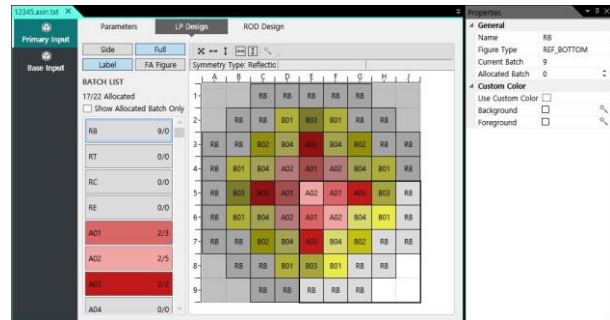 12345.asin.txt X
Primary Input
Base Input
Parameters LP Design ROD Design
Side Full
Label FA Figure
BATCH LIST
17/22 Allocated
Show Allocated Batch Only
RB 9/0
RT 0/0
RC 0/0
RE 0/0
A01 2/3
A02 2/5
A03 2/2
A04 0/0
Symmetry Type: Reflectio
A B C D E F G H I J
1- RB RB RB RB RB
2- RB RB B01 B03 B01 RB RB
3- RB RB B02 B04 A03 B04 B02 RB RB
4- RB B01 B04 A02 A01 A02 B04 B01 RB
5- RB B03 A03 A01 A02 A01 A03 B03 RB
6- RB B01 B04 A02 A01 A02 B04 B01 RB
7- RB RB B02 B04 A03 B04 B02 RB RB
8- RB RB B01 B03 B01 RB RB
9- RB RB RB RB RB
Properties
General
Name RB
Figure Type REF_BOTTOM
Current Batch 9
Allocated Batch 0
Custom Color
Use Custom Color
Background
Foreground